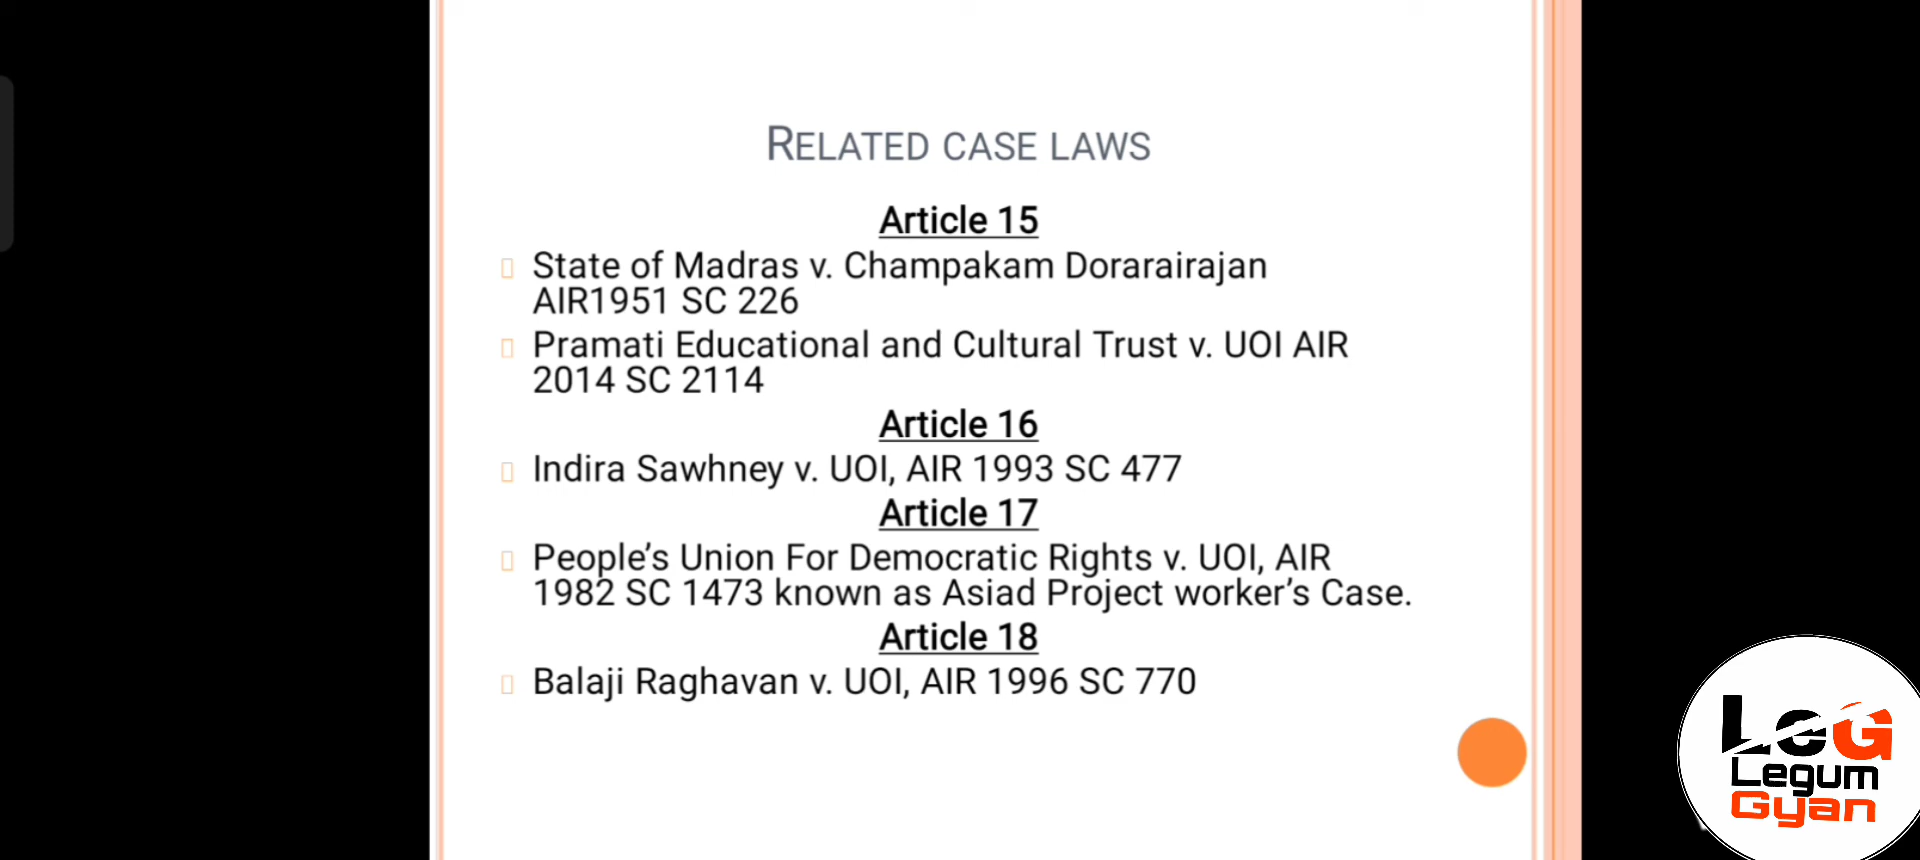 RELATED CASE LAWS
Article 15
State of Madras v. Champakam Dorarairajan
AIR1951 SC 226
Pramati Educational and Cultural Trust v. UOI AIR
2014 SC 2114
Article 16
Indira Sawhney v. UOI, AIR 1993 SC 477
Article 17
People’s Union For Democratic Rights v. UOI, AIR
1982 SC 1473 known as Asiad Project worker’s Case.
Article 18
Balaji Raghavan v. UOI, AIR 1996 SC 770
LeG
Legum
Gyan